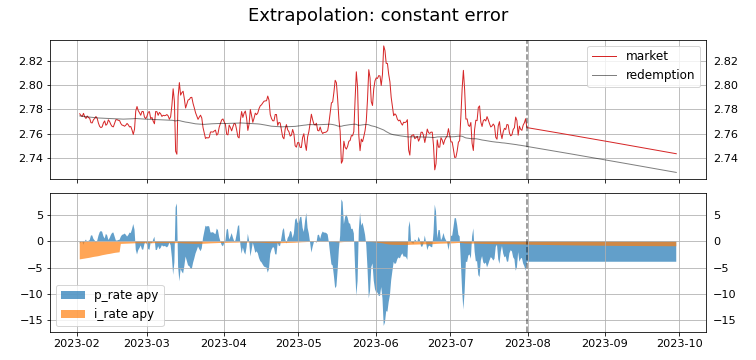 Extrapolation: constant error
2.82 2.82
2.80 2.80
2.78 2.78
2.76 2.76
2.74 2.74
market
redemption
5 5
0 0
−5 −5
−10 −10
−15 −15
p_rate apy
i_rate apy
2023-02 2023-03 2023-04 2023-05 2023-06 2023-07 2023-08 2023-09 2023-10